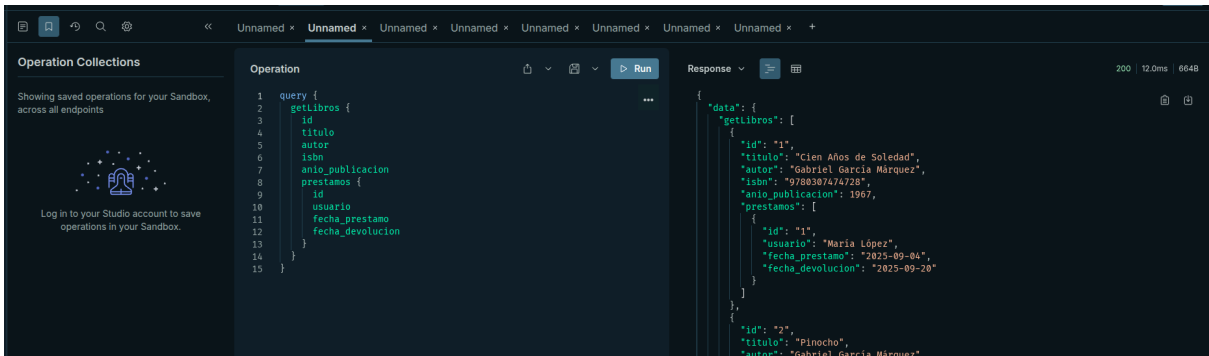 Unnamed × Unnamed × Unnamed × Unnamed × Unnamed × Unnamed × Unnamed × Unnamed × +
Operation Collections
Showing saved operations for your Sandbox,
across all endpoints
Log in to your Studio account to save
operations in your Sandbox.
Operation
Run
1 query {
2 getLibros {
3 id
4 titulo
5 autor
6 isbn
7 anio_publicacion
8 prestamos {
9 id
10 usuario
11 fecha_prestamo
12 fecha_devolucion
13 }
14 }
15 }
Response
200 12.0ms 664B
{
"data": {
"getLibros": [
{
"id": "1",
"titulo": "Cien Años de Soledad",
"autor": "Gabriel García Márquez",
"isbn": "9780307474728",
"anio_publicacion": 1967,
"prestamos": [
{
"id": "1",
"usuario": "María López",
"fecha_prestamo": "2025-09-04",
"fecha_devolucion": "2025-09-20"
}
]
},
{
"id": "2",
"titulo": "Pinocho",
"autor": "Gabriel García Márquez"